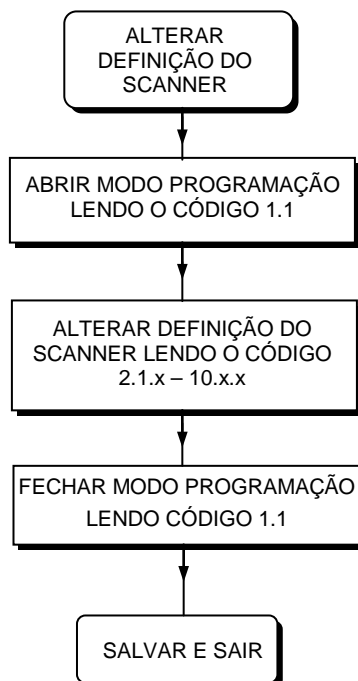 ALTERAR
DEFINIÇÃO DO
SCANNER
ABRIR MODO PROGRAMAÇÃO
LENDO O CÓDIGO 1.1
ALTERAR DEFINIÇÃO DO
SCANNER LENDO O CÓDIGO
2.1.x – 10.x.x
FECHAR MODO PROGRAMAÇÃO
LENDO CÓDIGO 1.1
SALVAR E SAIR